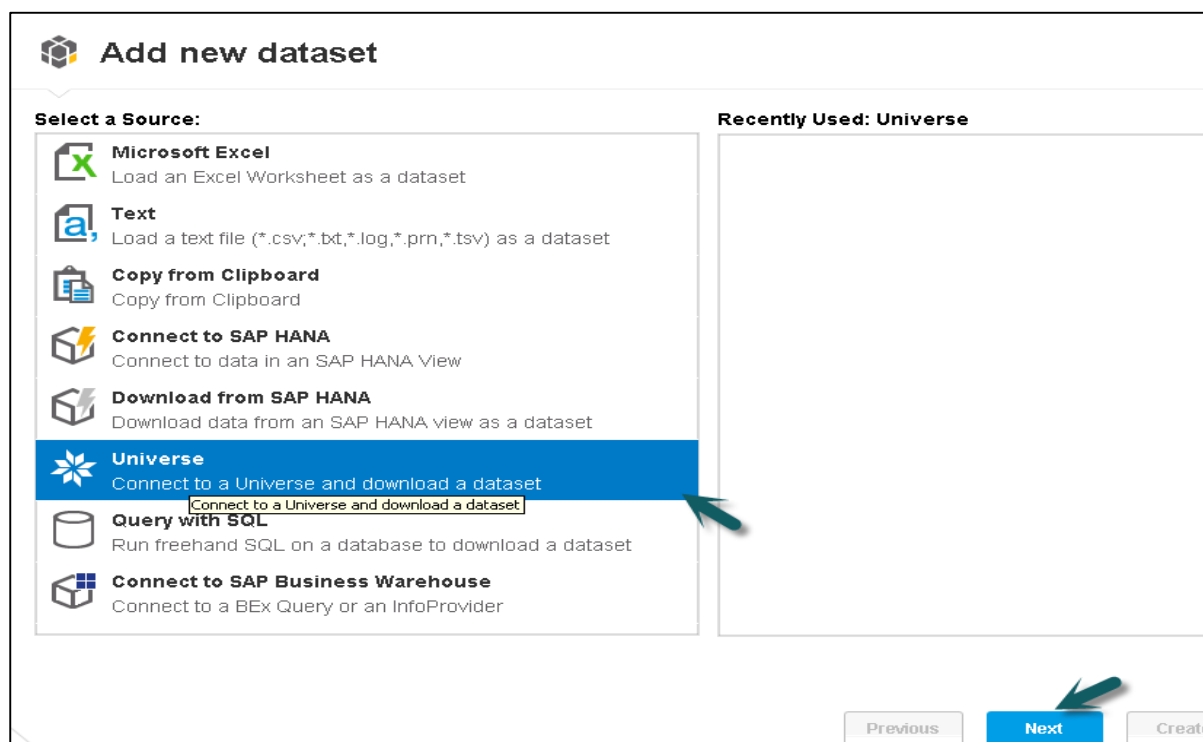 Add new dataset
Select a Source:
Microsoft Excel
Load an Excel Worksheet as a dataset
Text
Load a text file (*.csv;*.txt,*.log,*.prn,*.tsv) as a dataset
Copy from Clipboard
Copy from Clipboard
Connect to SAP HANA
Connect to data in an SAP HANA View
Download from SAP HANA
Download data from an SAP HANA view as a dataset
Universe
Connect to a Universe and download a dataset
Connect to a Universe and download a dataset
Query with SQL
Run freehand SQL on a database to download a dataset
Connect to SAP Business Warehouse
Connect to a BEx Query or an InfoProvider
Recently Used: Universe
Previous
Next
Creat